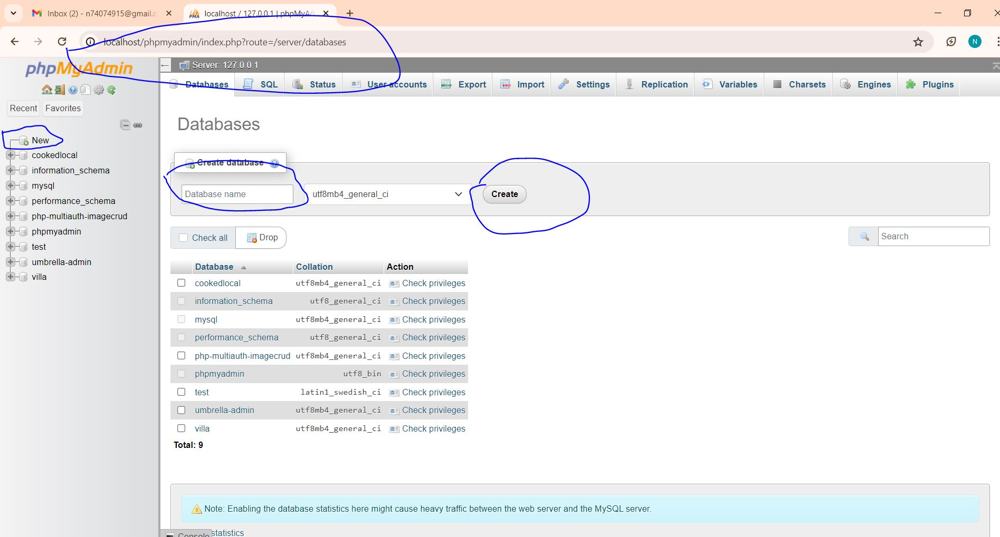 Inbox (2) - n74074915@gmail.c
localhost / 127.0.0.1 | phpMyAd
localhost/phpmyadmin/index.php?route=/server/databases
N
phpMyAdmin
Recent
Favorites
New
cookedlocal
information_schema
mysql
performance_schema
php-multiauth-imagecrud
phpmyadmin
test
umbrella-admin
villa
Server: 127.0.0.1
Databases SQL Status User accounts Export Import Settings Replication Variables Charsets Engines Plugins
Databases
Create database
Database name utf8mb4_general_ci Create
Check all Drop Search
Database Collation Action
cookedlocal utf8mb4_general_ci Check privileges
information_schema utf8_general_ci Check privileges
mysql utf8mb4_general_ci Check privileges
performance_schema utf8_general_ci Check privileges
php-multiauth-imagecrud utf8mb4_general_ci Check privileges
phpmyadmin utf8_bin Check privileges
test latin1_swedish_ci Check privileges
umbrella-admin utf8mb4_general_ci Check privileges
villa utf8mb4_general_ci Check privileges
Total: 9
Note: Enabling the database statistics here might cause heavy traffic between the web server and the MySQL server.
Console statistics